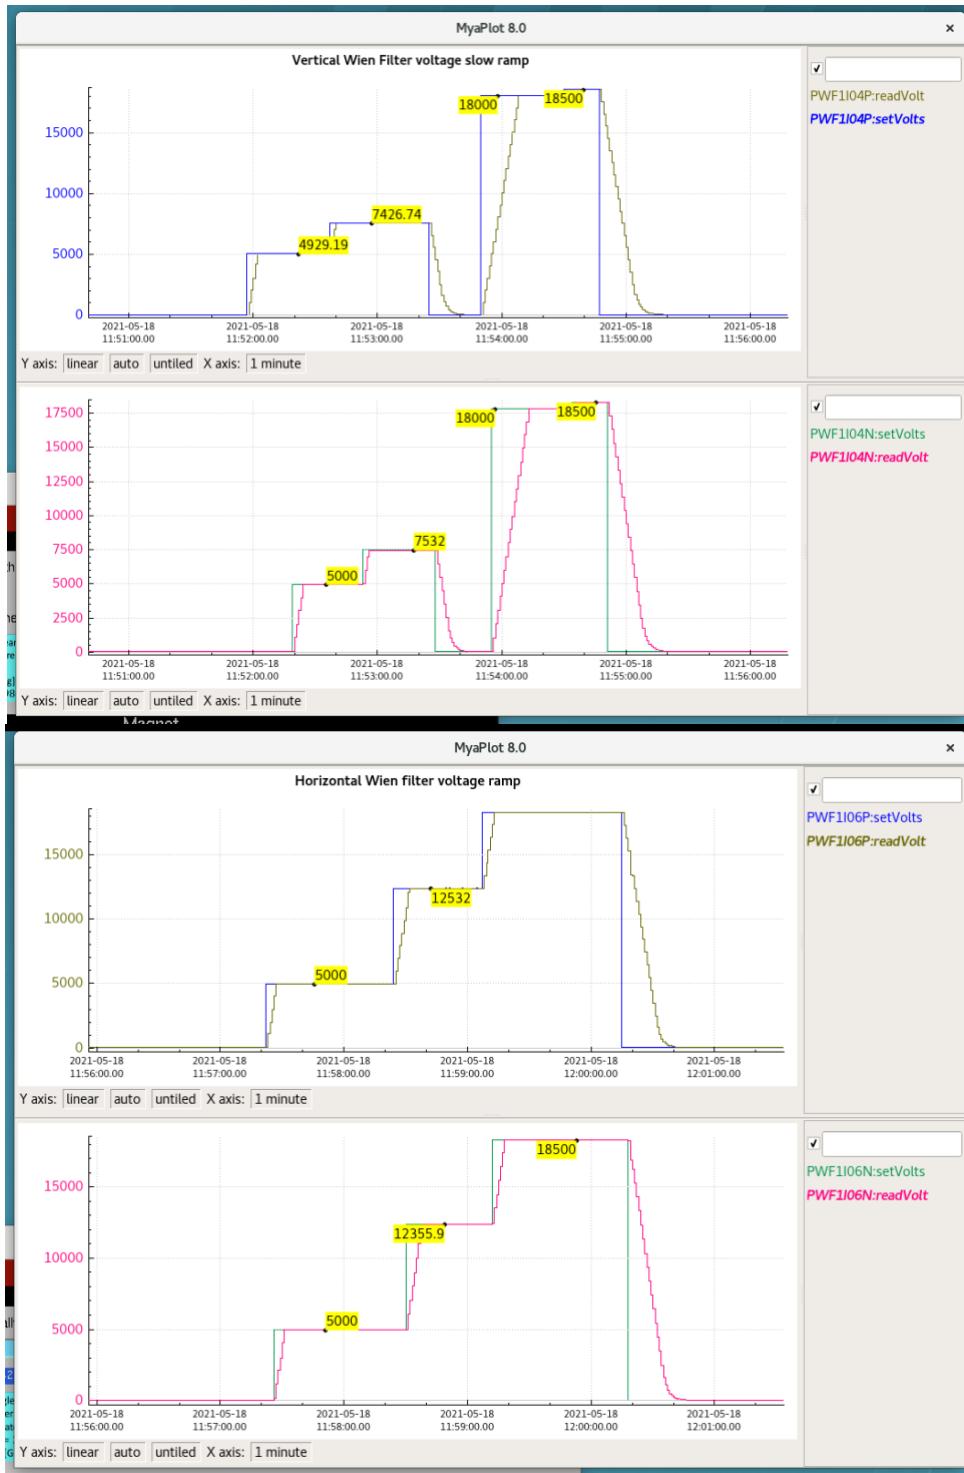 MyaPlot 8.0
×
Vertical Wien Filter voltage slow ramp
PWF1I04P:readVolt
PWF1I04P:setVolts
15000
10000
5000
0
18000
18500
7426.74
4929.19
2021-05-18 2021-05-18 2021-05-18 2021-05-18 2021-05-18 2021-05-18
11:51:00.00 11:52:00.00 11:53:00.00 11:54:00.00 11:55:00.00 11:56:00.00
Y axis: linear auto untiled X axis: 1 minute
PWF1I04N:setVolts
PWF1I04N:readVolt
17500
15000
12500
10000
7500
5000
2500
0
18000
18500
7532
5000
2021-05-18 2021-05-18 2021-05-18 2021-05-18 2021-05-18 2021-05-18
11:51:00.00 11:52:00.00 11:53:00.00 11:54:00.00 11:55:00.00 11:56:00.00
Y axis: linear auto untiled X axis: 1 minute
Magnet
MyaPlot 8.0
×
Horizontal Wien filter voltage ramp
PWF1I06P:setVolts
PWF1I06P:readVolt
15000
10000
5000
0
12532
5000
2021-05-18 2021-05-18 2021-05-18 2021-05-18 2021-05-18 2021-05-18
11:56:00.00 11:57:00.00 11:58:00.00 11:59:00.00 12:00:00.00 12:01:00.00
Y axis: linear auto untiled X axis: 1 minute
PWF1I06N:setVolts
PWF1I06N:readVolt
15000
10000
5000
0
18500
12355.9
5000
2021-05-18 2021-05-18 2021-05-18 2021-05-18 2021-05-18 2021-05-18
11:56:00.00 11:57:00.00 11:58:00.00 11:59:00.00 12:00:00.00 12:01:00.00
Y axis: linear auto untiled X axis: 1 minute